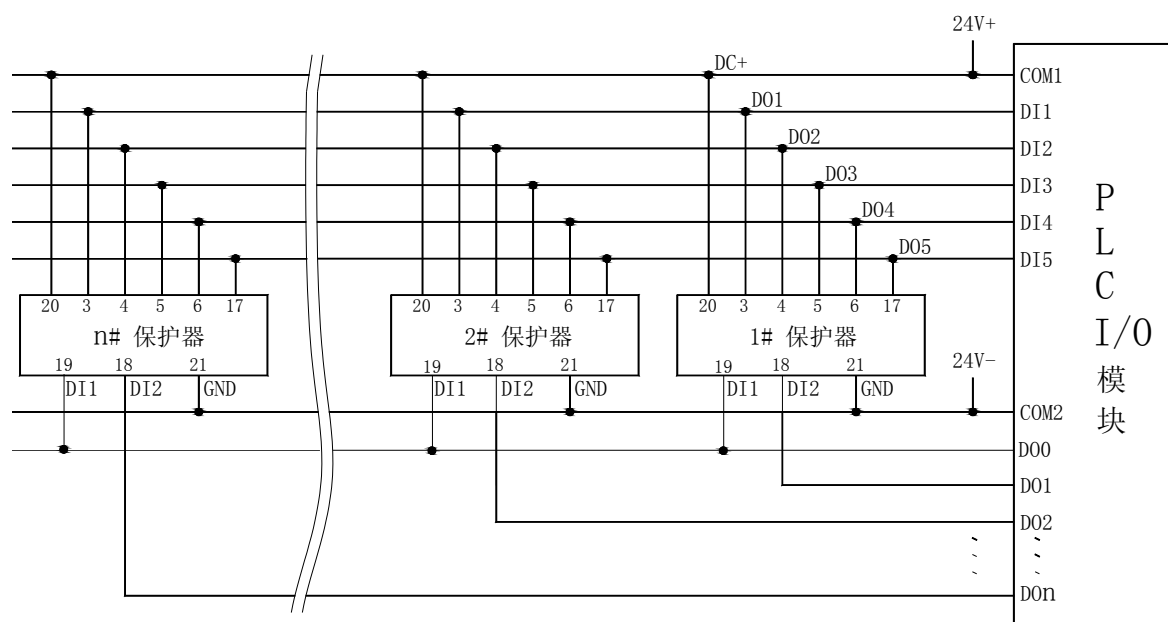 24V+
DC+
COM1
DO1
DI1
DO2
DI2
DO3
DI3
DO4
DI4
DO5
DI5
20 3 4 5 6 17
20 3 4 5 6 17
20 3 4 5 6 17
n# 保护器
2# 保护器
1# 保护器
19 18 21
19 18 21
19 18 21
DI1 DI2 GND
DI1 DI2 GND
DI1 DI2 GND
24V-
COM2
DO0
DO1
DO2
DOn
PLC I/O 模块